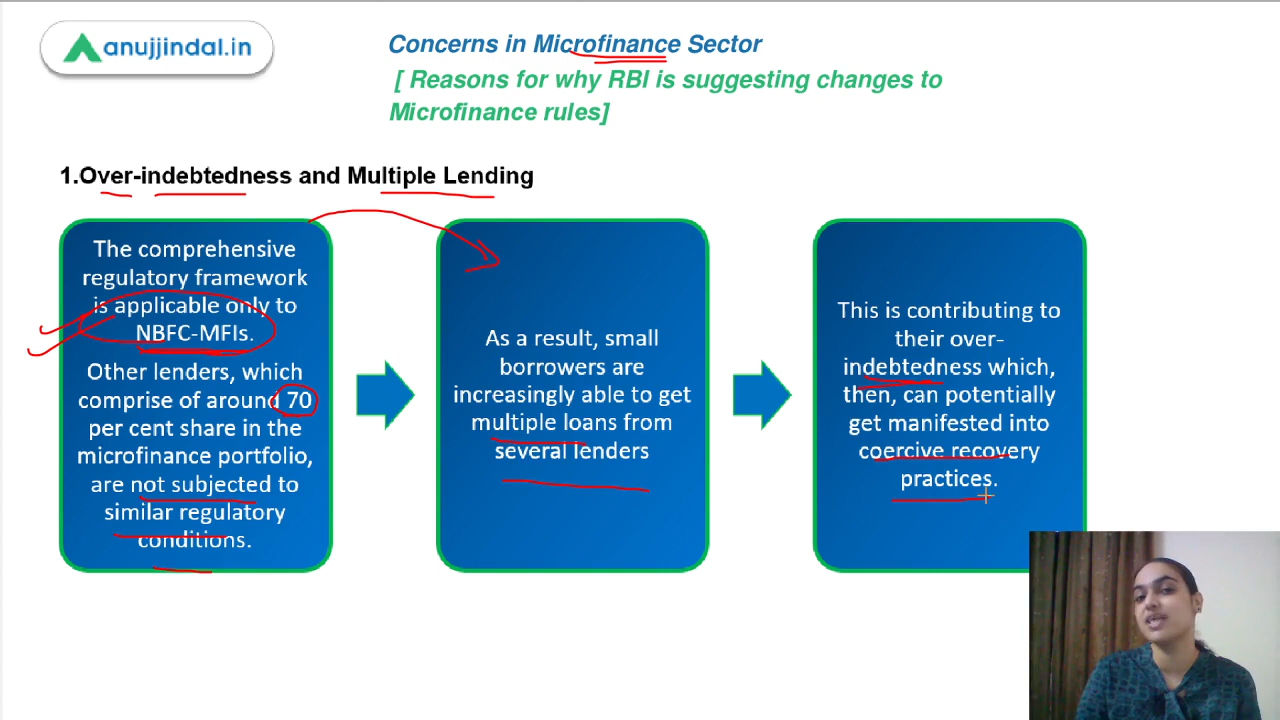 anujjindal.in
Concerns in Microfinance Sector
[ Reasons for why RBI is suggesting changes to
Microfinance rules]
1.Over-indebtedness and Multiple Lending
The comprehensive
regulatory framework
is applicable only to
NBFC-MFIs.
Other lenders, which
comprise of around 70
per cent share in the
microfinance portfolio,
are not subjected to
similar regulatory
conditions.
As a result, small
borrowers are
increasingly able to get
multiple loans from
several lenders
This is contributing to
their over-
indebtedness which,
then, can potentially
get manifested into
coercive recovery
practices.